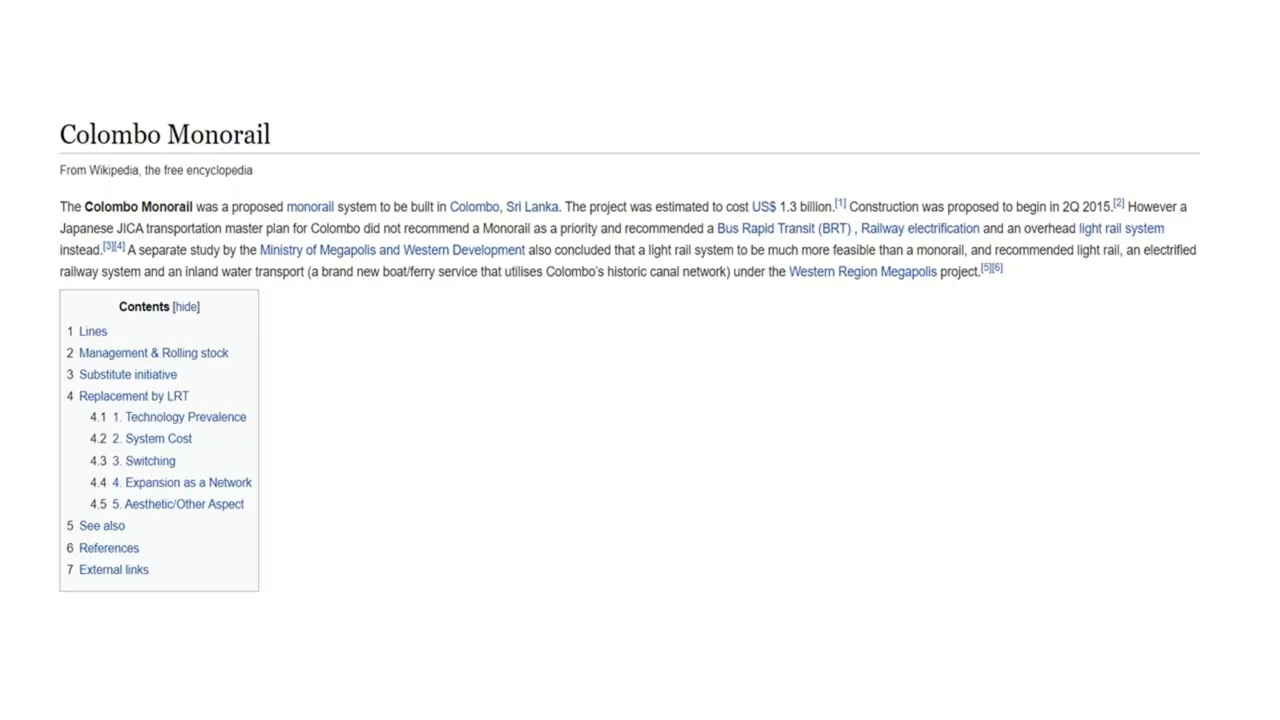 Colombo Monorail
From Wikipedia, the free encyclopedia
The Colombo Monorail was a proposed monorail system to be built in Colombo, Sri Lanka. The project was estimated to cost US$ 1.3 billion.[1] Construction was proposed to begin in 2Q 2015.[2] However a
Japanese JICA transportation master plan for Colombo did not recommend a Monorail as a priority and recommended a Bus Rapid Transit (BRT) , Railway electrification and an overhead light rail system
instead.[3][4] A separate study by the Ministry of Megapolis and Western Development also concluded that a light rail system to be much more feasible than a monorail, and recommended light rail, an electrified
railway system and an inland water transport (a brand new boat/ferry service that utilises Colombo's historic canal network) under the Western Region Megapolis project.[5][6]
Contents [hide]
1 Lines
2 Management & Rolling stock
3 Substitute initiative
4 Replacement by LRT
4.1 1. Technology Prevalence
4.2 2. System Cost
4.3 3. Switching
4.4 4. Expansion as a Network
4.5 5. Aesthetic/Other Aspect
5 See also
6 References
7 External links